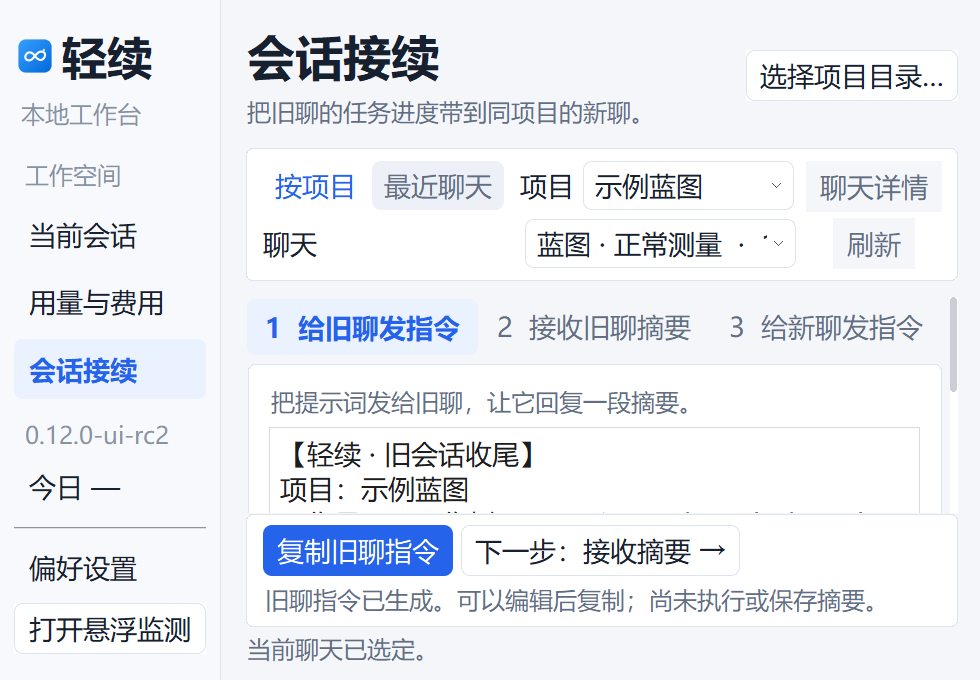 轻续
本地工作台
工作空间
当前会话
用量与费用
会话接续
0.12.0-ui-rc2
今日 —
偏好设置
打开悬浮监测
会话接续
选择项目目录...
把旧聊的任务进度带到同项目的新聊。
按项目 最近聊天 项目 示例蓝图 聊天详情
聊天 蓝图 · 正常测量 · 刷新
1 给旧聊发指令 2 接收旧聊摘要 3 给新聊发指令
把提示词发给旧聊，让它回复一段摘要。
【轻续 · 旧会话收尾】
项目：示例蓝图
复制旧聊指令 下一步：接收摘要 →
旧聊指令已生成。可以编辑后复制；尚未执行或保存摘要。
当前聊天已选定。